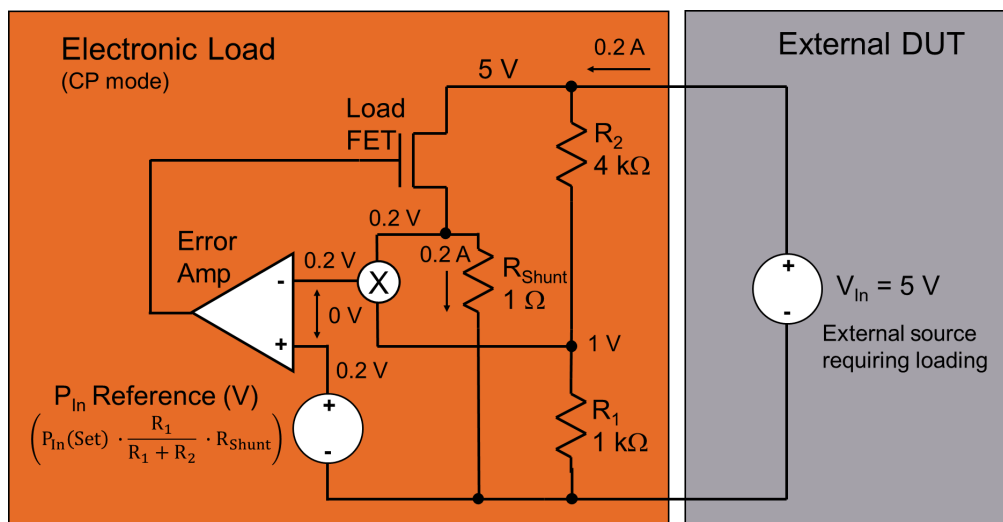 Electronic Load
(CP mode)
External DUT
0.2 A
5 V
Load
FET
R2
4 kΩ
0.2 V
Error
Amp
0.2 V
0.2 A
RShunt
1 Ω
X
-
0 V
+
1 V
+
-
VIn = 5 V
External source
requiring loading
0.2 V
PIn Reference (V)
(PIn(Set) · R1 / (R1 + R2) · RShunt)
+
-
R1
1 kΩ